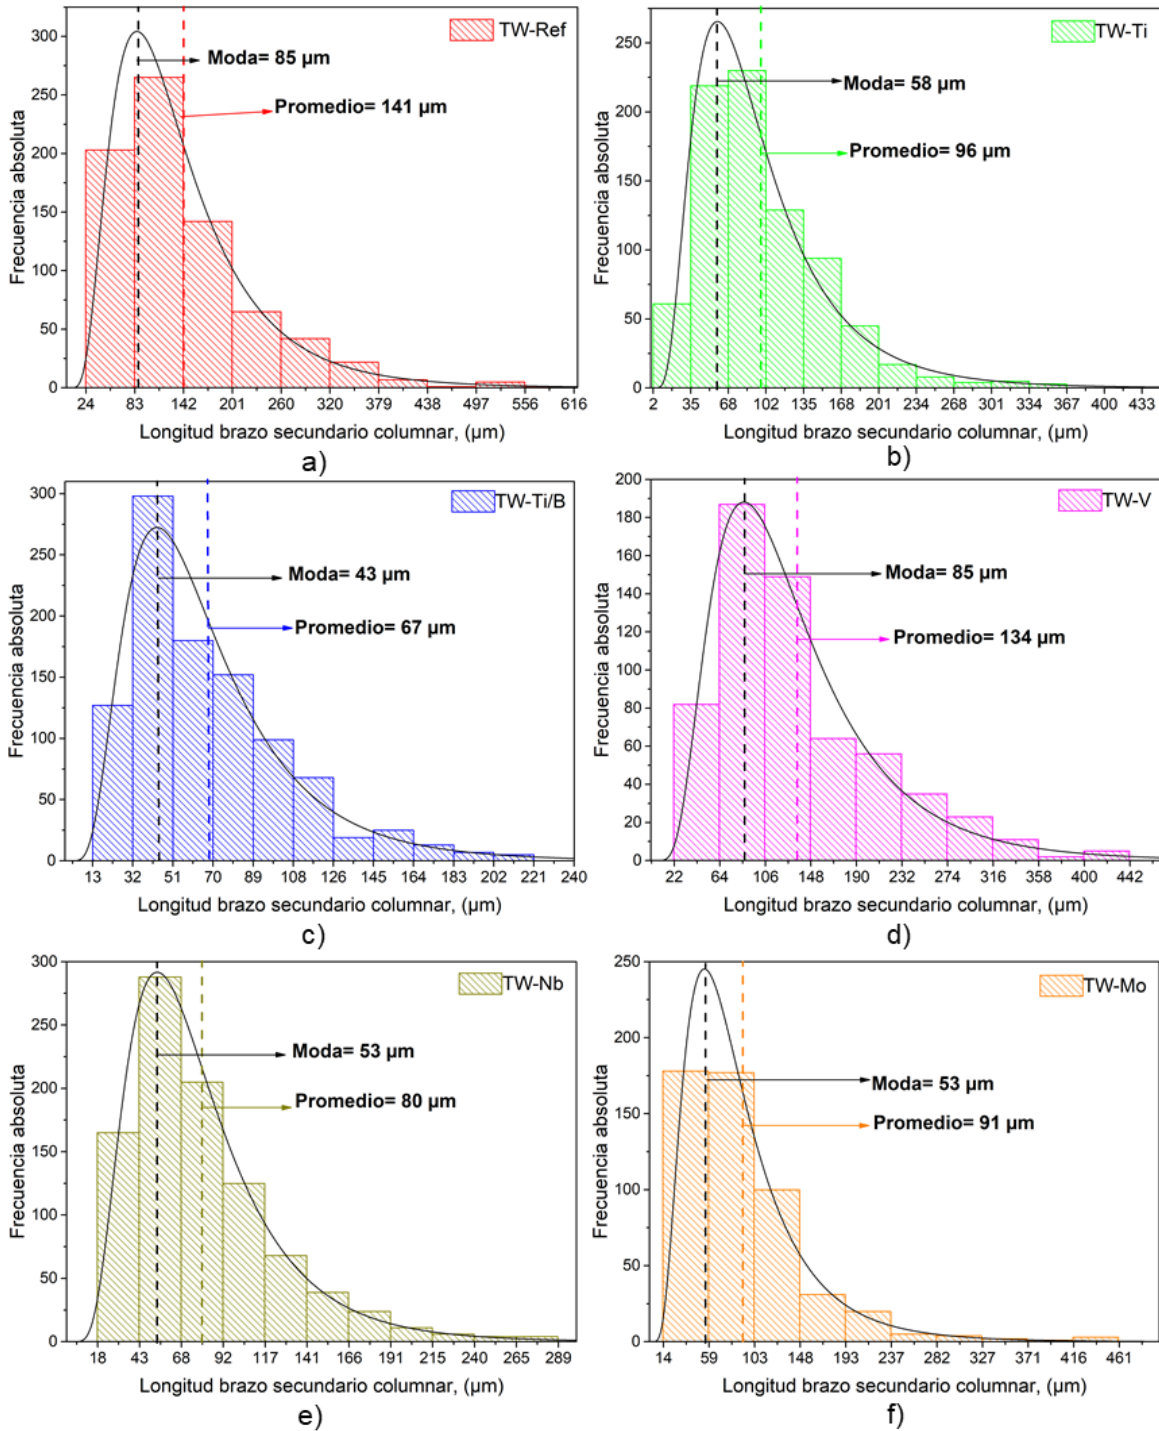 a)
TW-Ref
Moda= 85 µm
Promedio= 141 µm
Frecuencia absoluta
300
250
200
150
100
50
0
24 83 142 201 260 320 379 438 497 556 616
Longitud brazo secundario columnar, (µm)
a)
TW-Ti
Moda= 58 µm
Promedio= 96 µm
Frecuencia absoluta
250
200
150
100
50
0
2 35 68 102 135 168 201 234 268 301 334 367 400 433
Longitud brazo secundario columnar, (µm)
b)
TW-Ti/B
Moda= 43 µm
Promedio= 67 µm
Frecuencia absoluta
300
250
200
150
100
50
0
13 32 51 70 89 108 126 145 164 183 202 221 240
Longitud brazo secundario columnar, (µm)
c)
TW-V
Moda= 85 µm
Promedio= 134 µm
Frecuencia absoluta
200
180
160
140
120
100
80
60
40
20
0
22 64 106 148 190 232 274 316 358 400 442
Longitud brazo secundario columnar, (µm)
d)
TW-Nb
Moda= 53 µm
Promedio= 80 µm
Frecuencia absoluta
300
250
200
150
100
50
0
18 43 68 92 117 141 166 191 215 240 265 289
Longitud brazo secundario columnar, (µm)
e)
TW-Mo
Moda= 53 µm
Promedio= 91 µm
Frecuencia absoluta
250
200
150
100
50
0
14 59 103 148 193 237 282 327 371 416 461
Longitud brazo secundario columnar, (µm)
f)